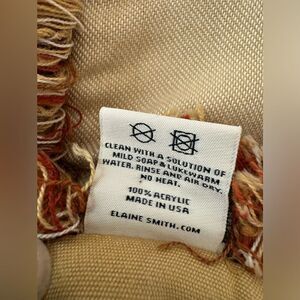 CLEAN WITH A SOLUTION OF
MILD SOAP & LUKEWARM
WATER. RINSE AND AIR DRY.
NO HEAT.
100% ACRYLIC
MADE IN USA
ELAINE SMITH.COM